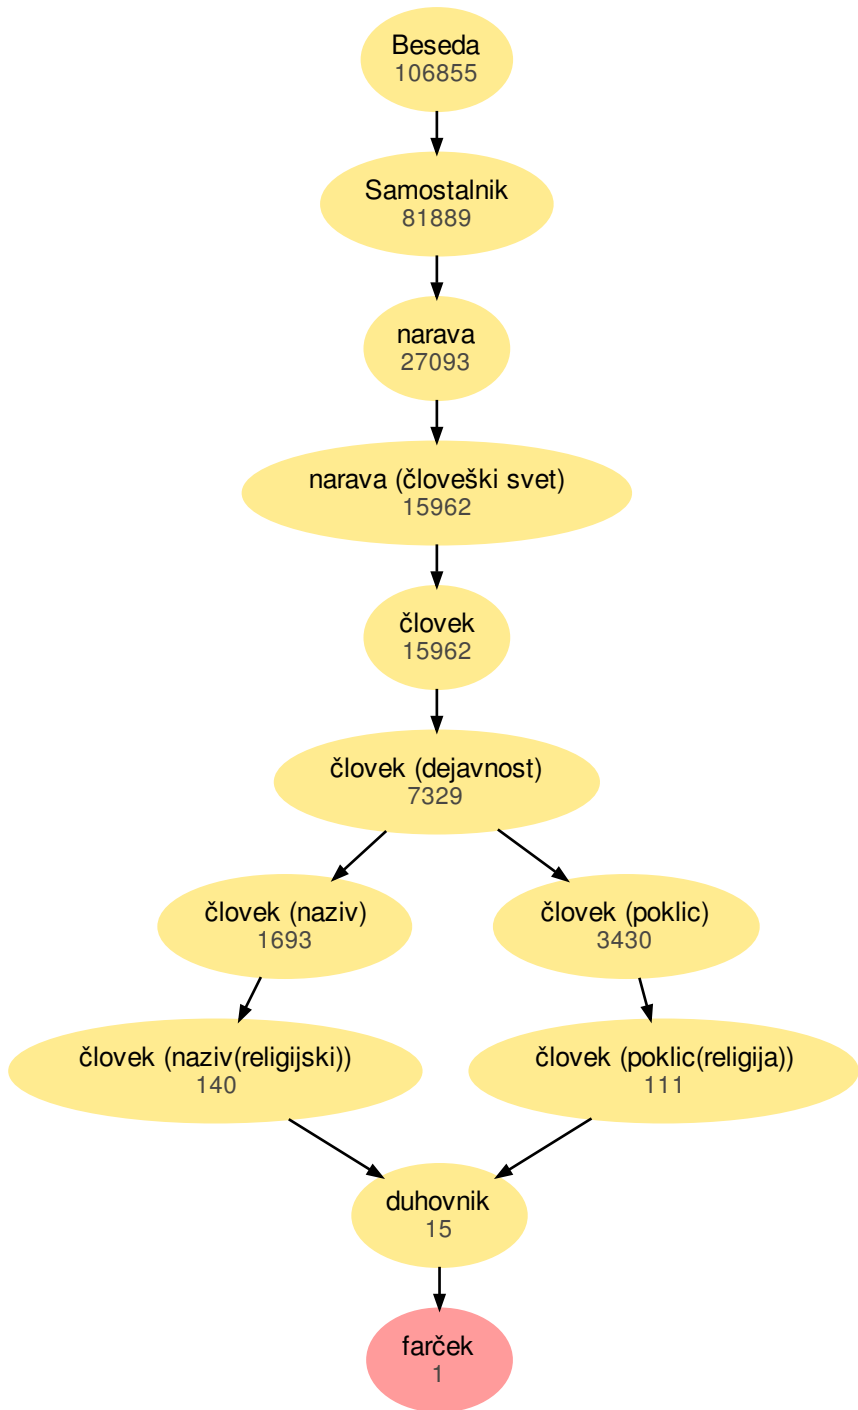 Beseda
106855
Samostalnik
81889
narava
27093
narava (človeški svet)
15962
človek
15962
človek (dejavnost)
7329
človek (naziv)
1693
človek (poklic)
3430
človek (naziv(religijski))
140
človek (poklic(religija))
111
duhovnik
15
farček
1